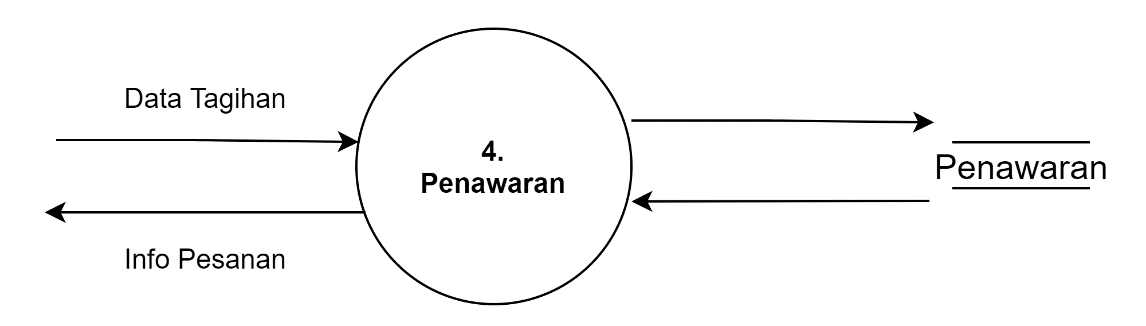 Data Tagihan
4.
Penawaran
Penawaran
Info Pesanan